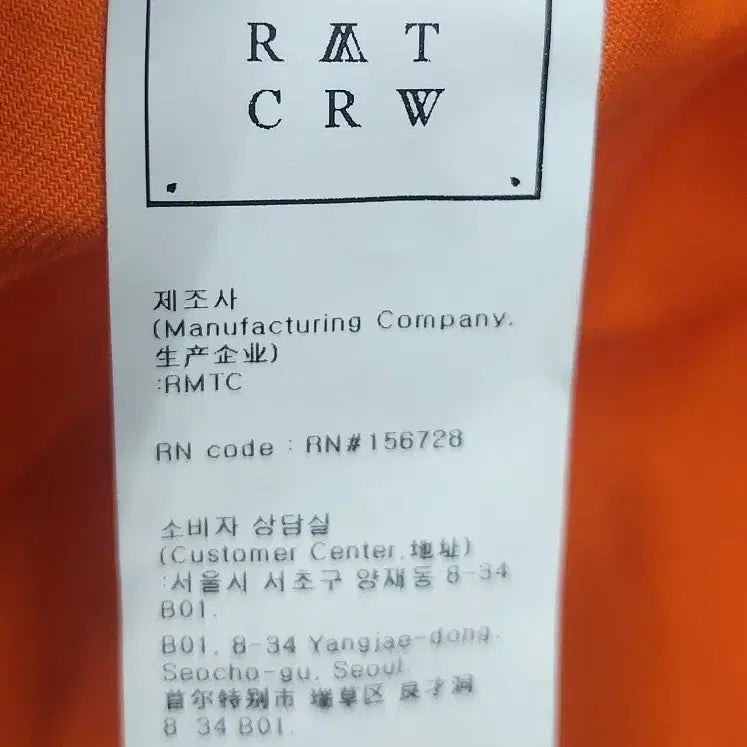 R M T
C R W
제조사
(Manufacturing Company.
生产企业)
:RMTC
RN code : RN#156728
소비자 상담실
(Customer Center.地址)
:서울시 서초구 양재동 8-34
B01.
B01, 8-34 Yangjae-dong.
Seocho-gu. Seoul
首尔特别市 瑞草区 良才洞
8 34 B01.